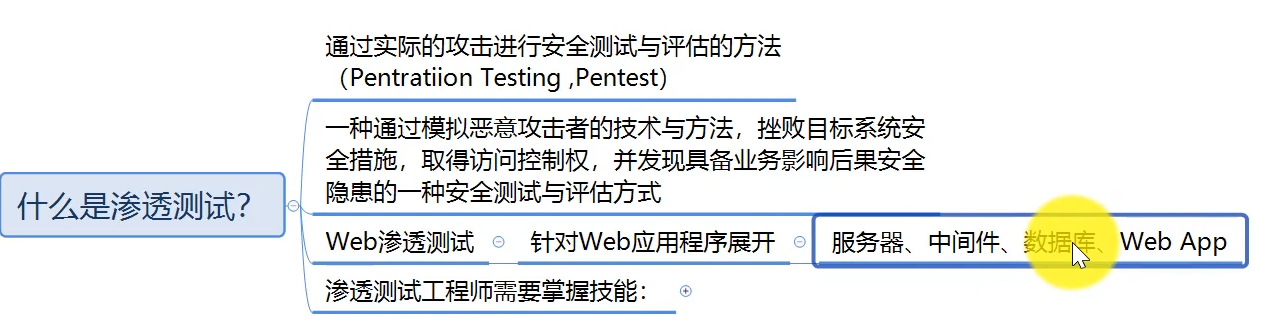 什么是渗透测试？
通过实际的攻击进行安全测试与评估的方法
（Pentratiion Testing ,Pentest）
一种通过模拟恶意攻击者的技术与方法，挫败目标系统安
全措施，取得访问控制权，并发现具备业务影响后果安全
隐患的一种安全测试与评估方式
Web渗透测试
针对Web应用程序展开
服务器、中间件、数据库、Web App
渗透测试工程师需要掌握技能：